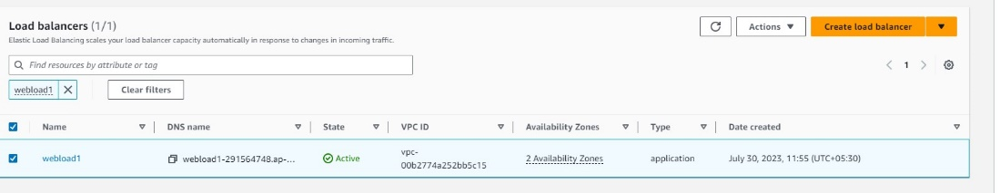 Load balancers (1/1)
Elastic Load Balancing scales your load balancer capacity automatically in response to changes in incoming traffic.
Actions
Create load balancer
Find resources by attribute or tag
1
webload1
Clear filters
Name DNS name State VPC ID Availability Zones Type Date created
webload1 webload1-291564748.ap-... Active vpc-00b2774a252bb5c15 2 Availability Zones application July 30, 2023, 11:55 (UTC+05:30)